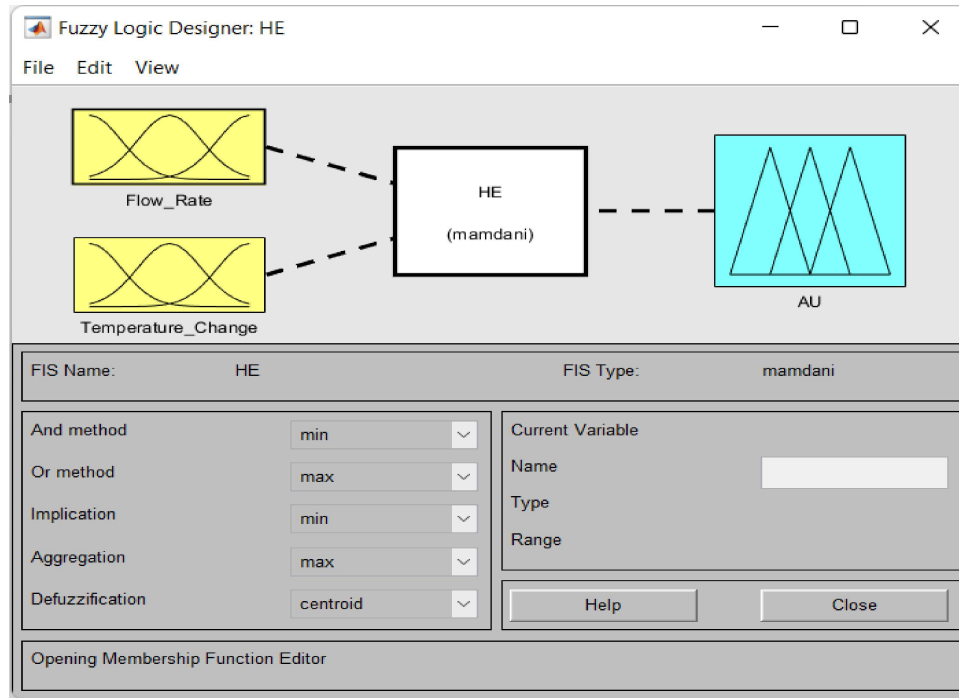 Fuzzy Logic Designer: HE
File Edit View
Flow_Rate
Temperature_Change
HE
(mamdani)
AU
FIS Name: HE FIS Type: mamdani
And method min
Or method max
Implication min
Aggregation max
Defuzzification centroid
Current Variable
Name
Type
Range
Help Close
Opening Membership Function Editor